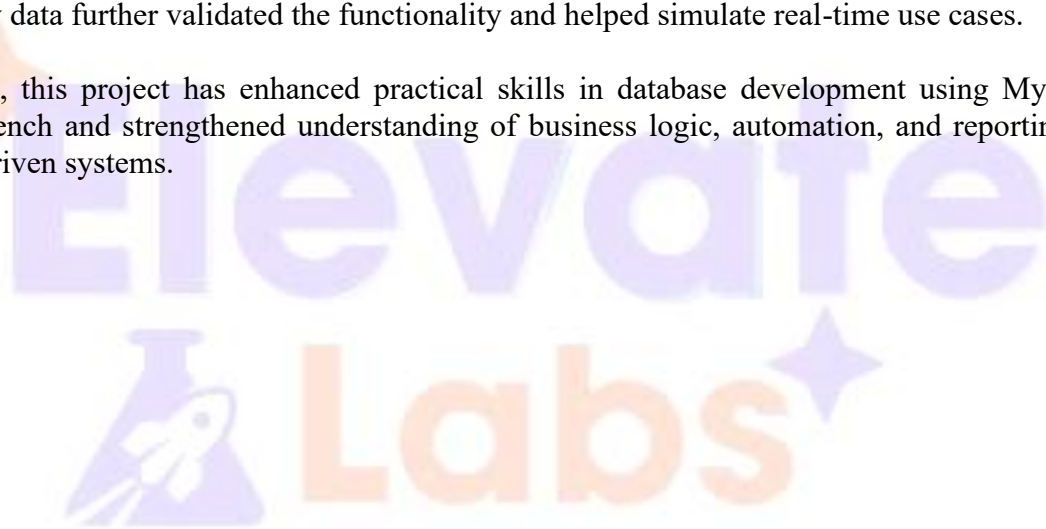 data further validated the functionality and helped simulate real-time use cases.
, this project has enhanced practical skills in database development using My
ench and strengthened understanding of business logic, automation, and reportin
riven systems.
Elevate
Labs